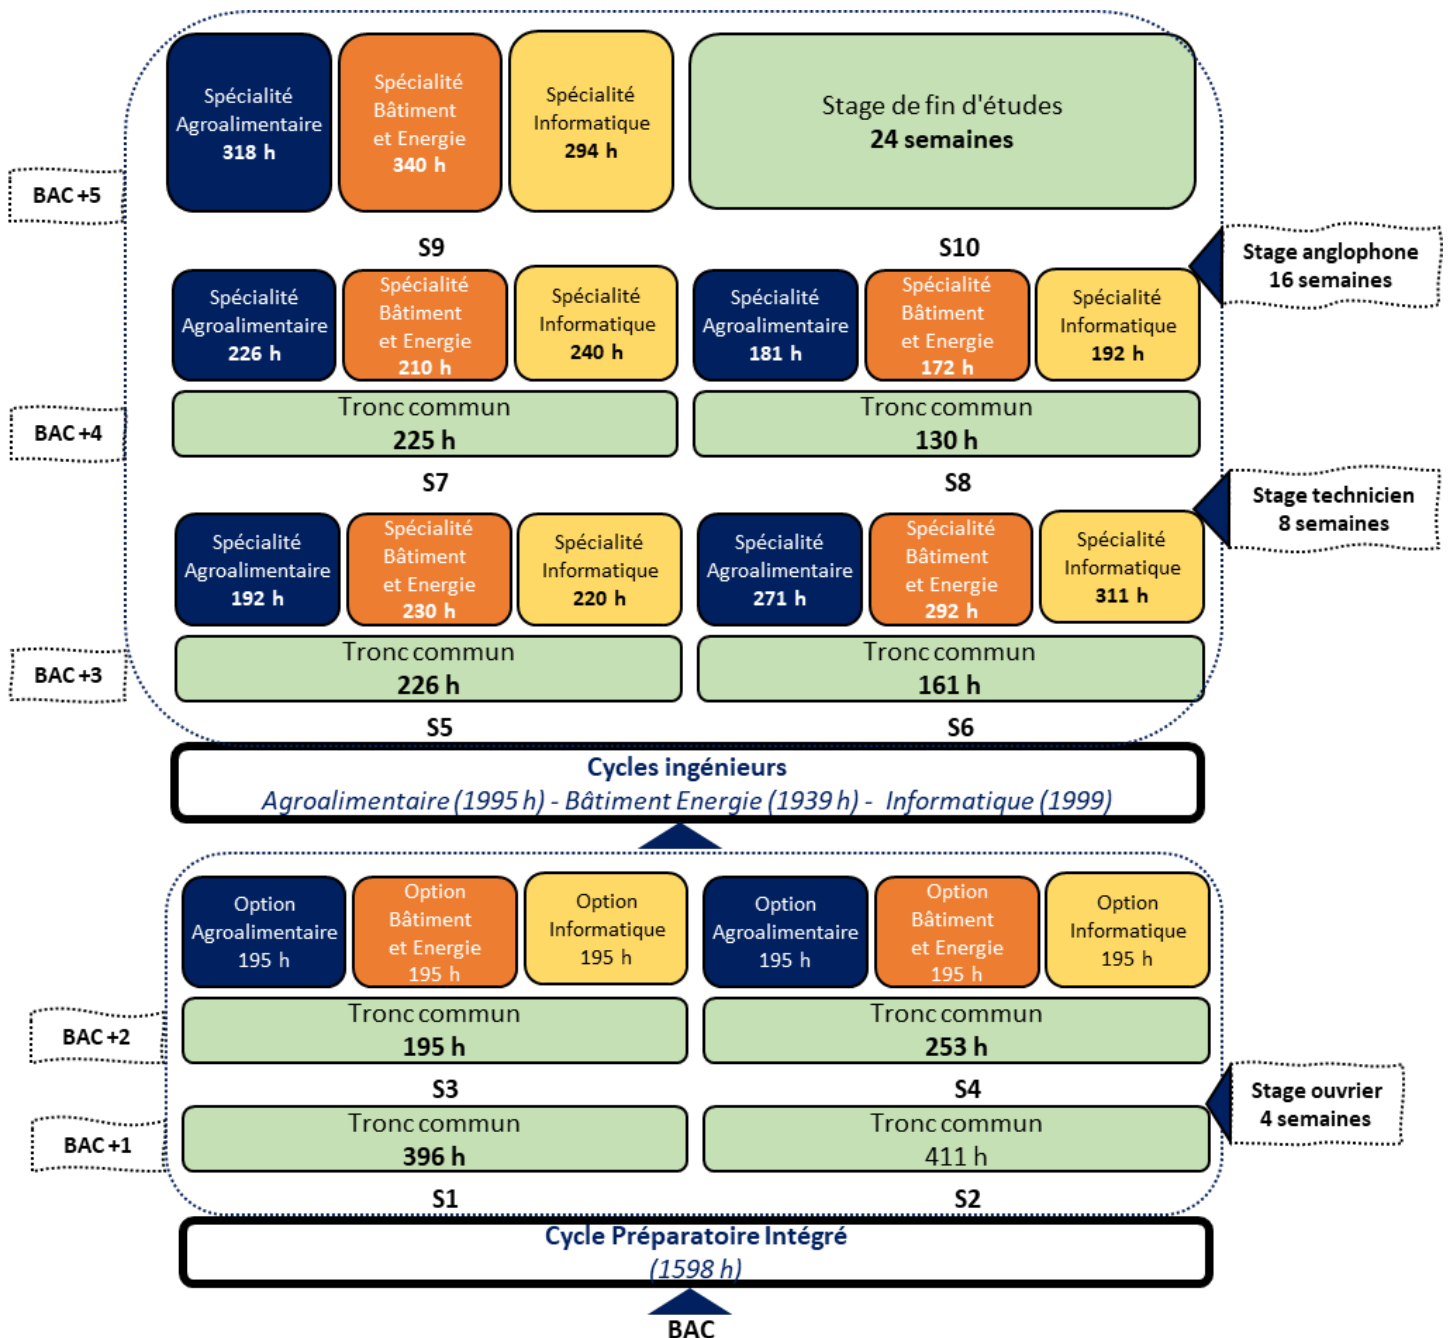 Spécialité
Agroalimentaire
318 h
Spécialité
Bâtiment
et Energie
340 h
Spécialité
Informatique
294 h
Stage de fin d'études
24 semaines
BAC +5
S9
S10
Stage anglophone
16 semaines
Spécialité
Agroalimentaire
226 h
Spécialité
Bâtiment
et Energie
210 h
Spécialité
Informatique
240 h
Spécialité
Agroalimentaire
181 h
Spécialité
Bâtiment
et Energie
172 h
Spécialité
Informatique
192 h
BAC +4
Tronc commun
225 h
Tronc commun
130 h
S7
S8
Stage technicien
8 semaines
Spécialité
Agroalimentaire
192 h
Spécialité
Bâtiment
et Energie
230 h
Spécialité
Informatique
220 h
Spécialité
Agroalimentaire
271 h
Spécialité
Bâtiment
et Energie
292 h
Spécialité
Informatique
311 h
BAC +3
Tronc commun
226 h
Tronc commun
161 h
S5
S6
Cycles ingénieurs
Agroalimentaire (1995 h) - Bâtiment Energie (1939 h) - Informatique (1999)
Option
Agroalimentaire
195 h
Option
Bâtiment
et Energie
195 h
Option
Informatique
195 h
Option
Agroalimentaire
195 h
Option
Bâtiment
et Energie
195 h
Option
Informatique
195 h
BAC +2
Tronc commun
195 h
Tronc commun
253 h
S3
S4
Stage ouvrier
4 semaines
BAC +1
Tronc commun
396 h
Tronc commun
411 h
S1
S2
Cycle Préparatoire Intégré
(1598 h)
BAC